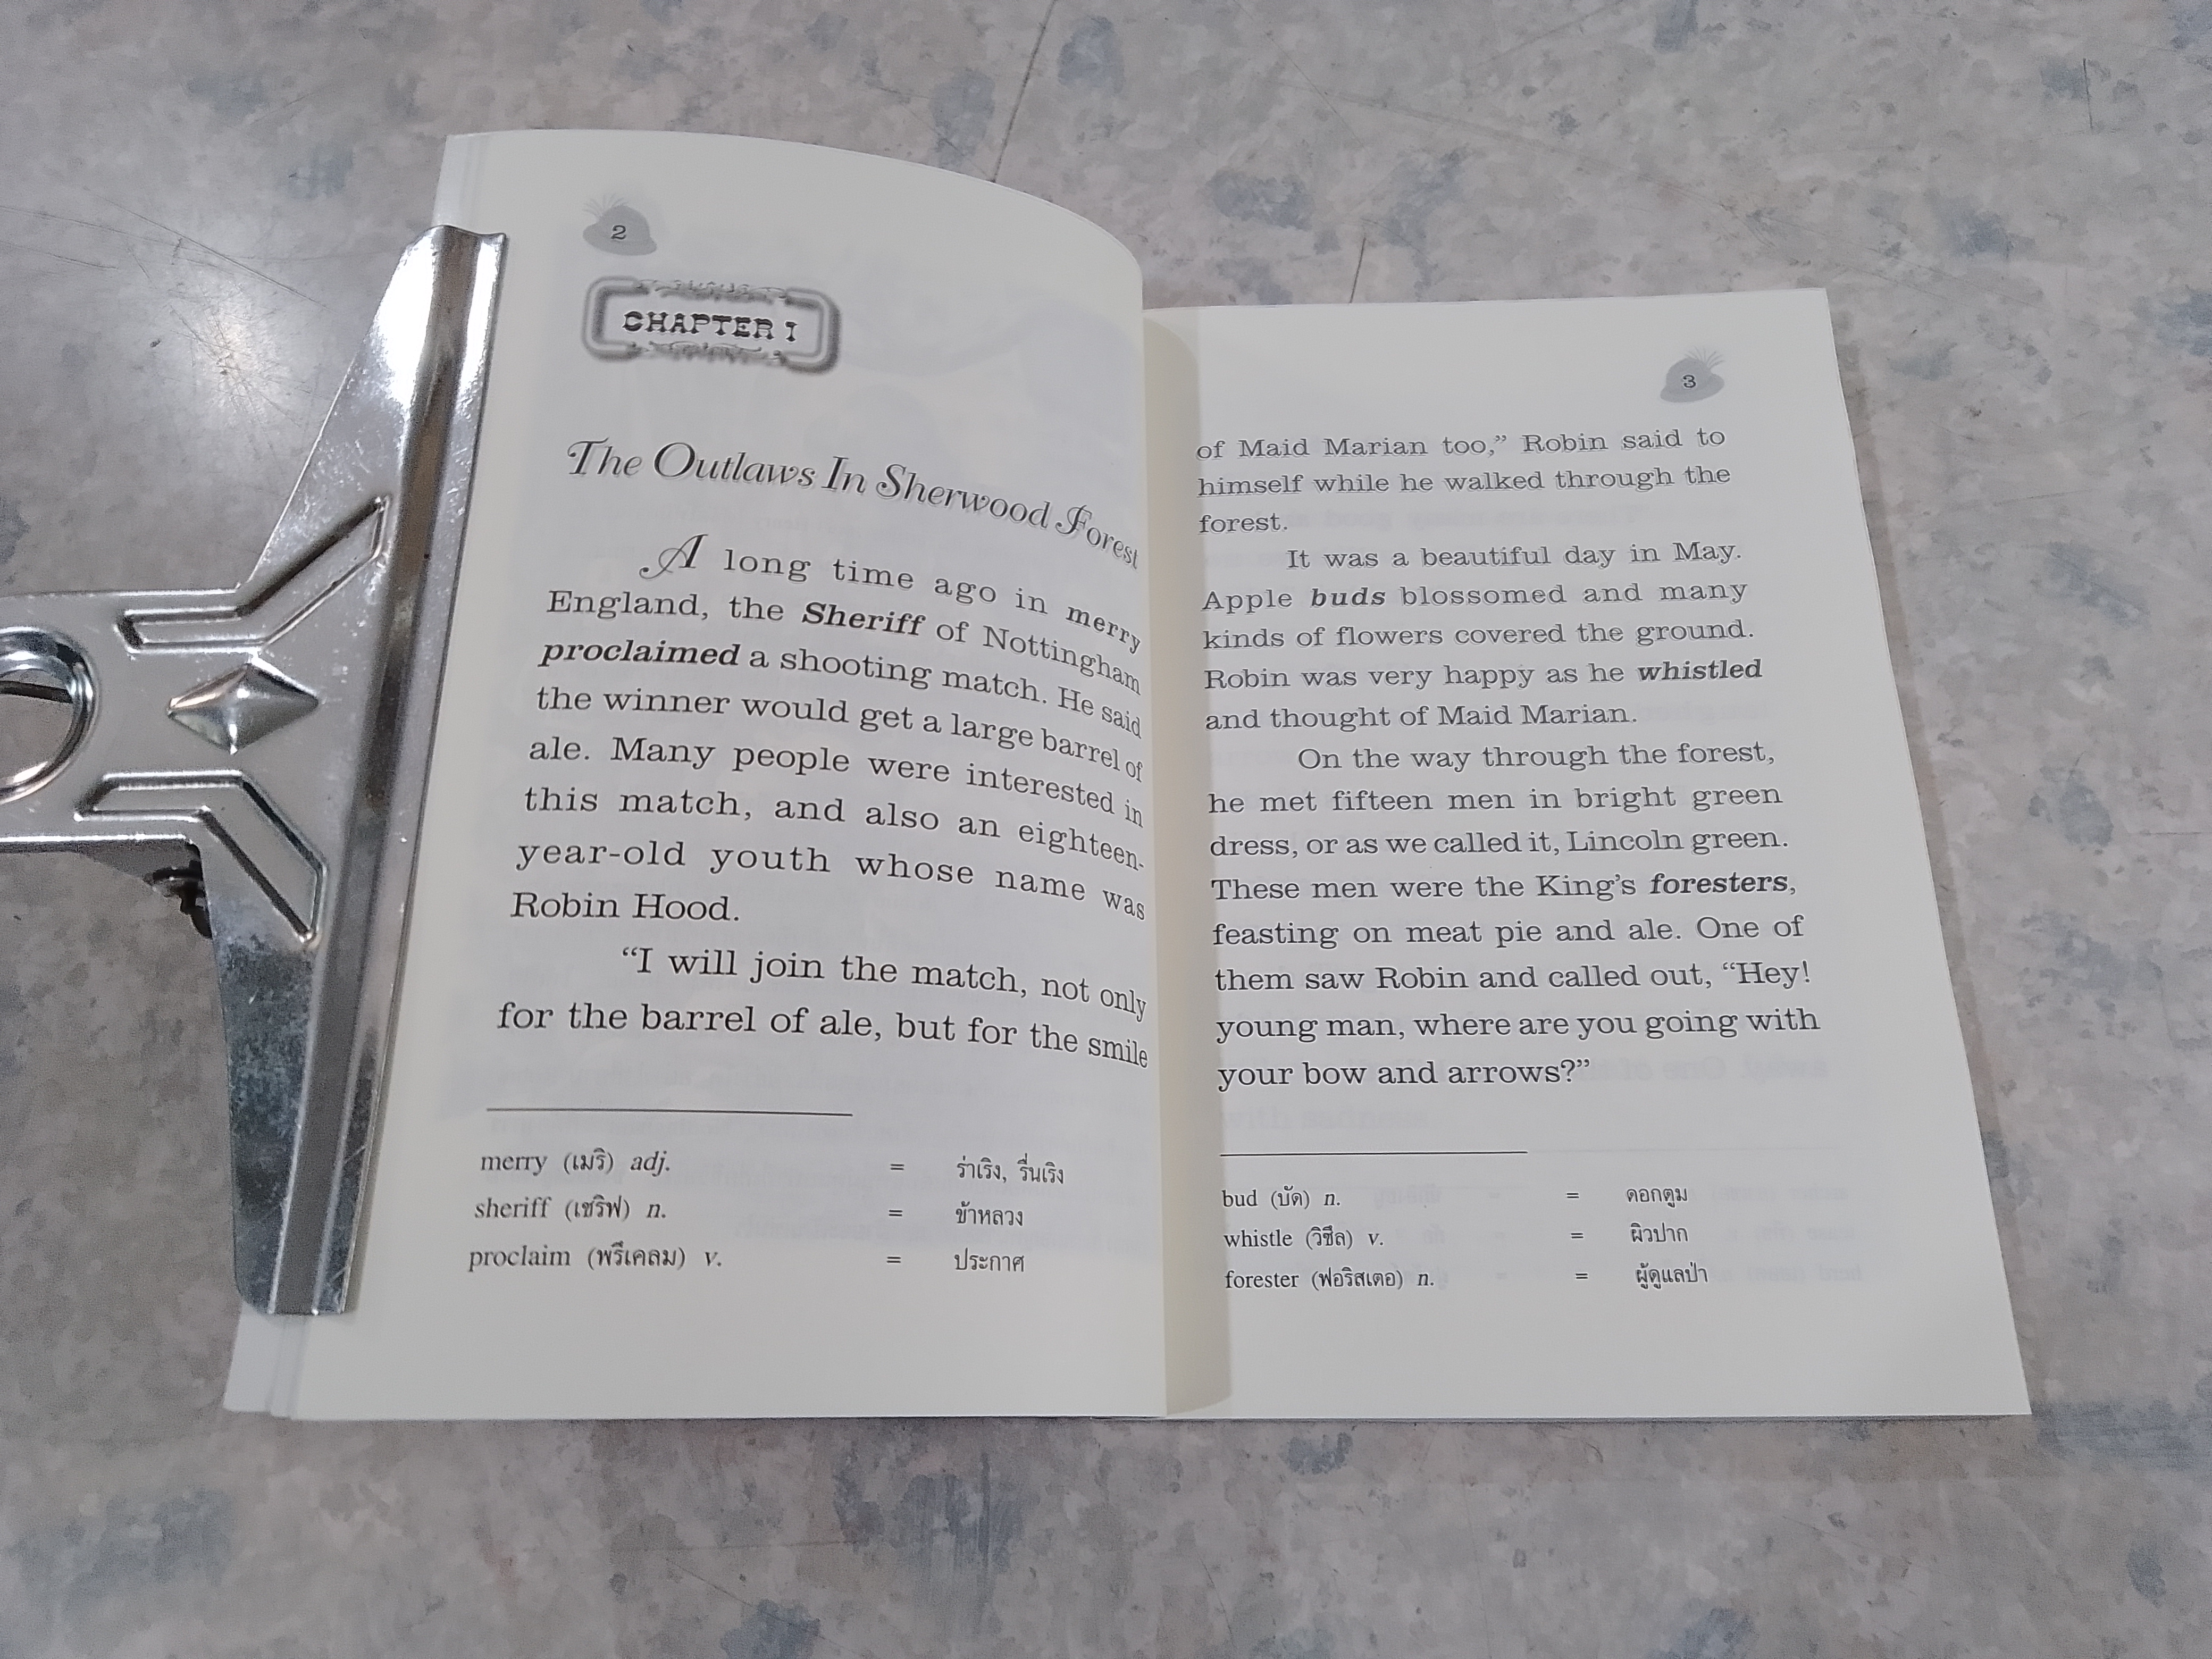 2
CHAPTER 1
The Outlaws In Sherwood Forest
A long time ago in merry
England, the Sheriff of Nottingham
proclaimed a shooting match. He said
the winner would get a large barrel of
ale. Many people were interested in
this match, and also an eighteen-
year-old youth whose name was
Robin Hood.
“I will join the match, not only
for the barrel of ale, but for the smile
merry (เมริ) adj. = ร่าเริง, รื่นเริง
sheriff (เชริฟ) n. = ข้าหลวง
proclaim (พรึเคลม) v. = ประกาศ
3
of Maid Marian too,” Robin said to
himself while he walked through the
forest.
It was a beautiful day in May.
Apple buds blossomed and many
kinds of flowers covered the ground.
Robin was very happy as he whistled
and thought of Maid Marian.
On the way through the forest,
he met fifteen men in bright green
dress, or as we called it, Lincoln green.
These men were the King’s foresters,
feasting on meat pie and ale. One of
them saw Robin and called out, “Hey!
young man, where are you going with
your bow and arrows?”
bud (บัด) n. = ดอกตูม
whistle (วิซึล) v. = ผิวปาก
forester (ฟอริสเตอ) n. = ผู้ดูแลป่า